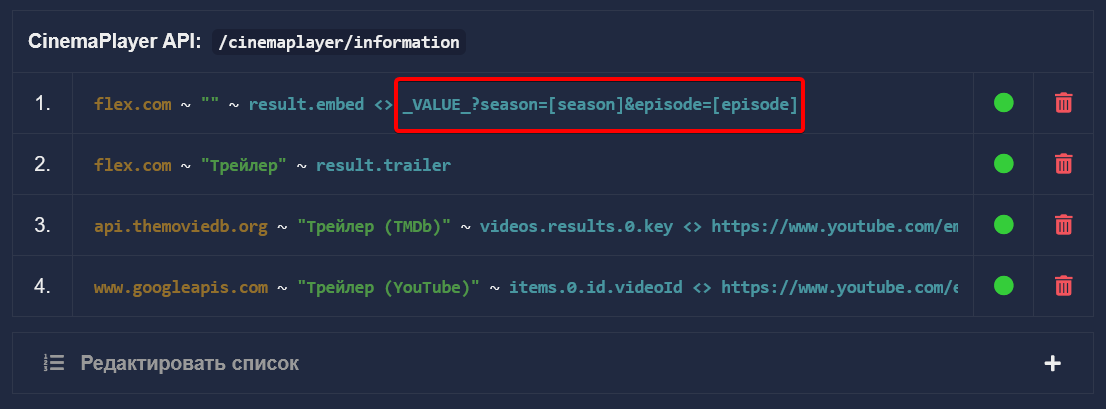 CinemaPlayer API: /cinemaplayer/information
1. flex.com ~ "" ~ result.embed <> _VALUE_?season=[season]&episode=[episode]
2. flex.com ~ "Трейлер" ~ result.trailer
3. api.themoviedb.org ~ "Трейлер (TMDb)" ~ videos.results.0.key <> https://www.youtube.com/em
4. www.googleapis.com ~ "Трейлер (YouTube)" ~ items.0.id.videoId <> https://www.youtube.com/e
Редактировать список